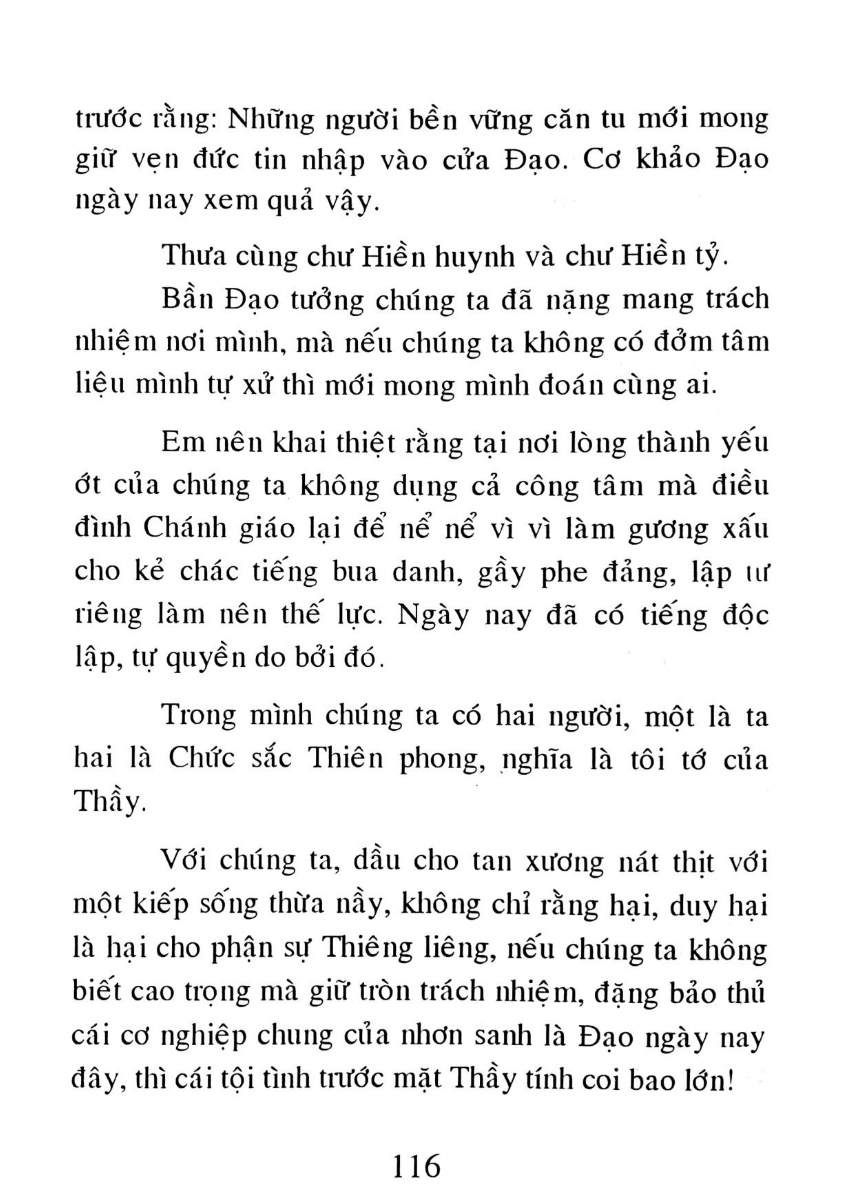 trước rằng: Những người bền vững căn tu mới mong
giữ vẹn đức tin nhập vào cửa Đạo. Cơ khảo Đạo
ngày nay xem quả vậy.
Thưa cùng chư Hiền huynh và chư Hiền tỷ.
Bần Đạo tưởng chúng ta đã nặng mang trách
nhiệm nơi mình, mà nếu chúng ta không có đởm tâm
liệu mình tự xử thì mới mong mình đoán cùng ai.
Em nên khai thiệt rằng tại nơi lòng thành yếu
ớt của chúng ta không dụng cả công tâm mà điều
đình Chánh giáo lại để nể nể vì vì làm gương xấu
cho kẻ chác tiếng bua danh, gầy phe đảng, lập tư
riêng làm nên thế lực. Ngày nay đã có tiếng độc
lập, tự quyền do bởi đó.
Trong mình chúng ta có hai người, một là ta
hai là Chức sắc Thiên phong, nghĩa là tôi tớ của
Thầy.
Với chúng ta, dầu cho tan xương nát thịt với
một kiếp sống thừa nầy, không chỉ rằng hại, duy hại
là hại cho phận sự Thiêng liêng, nếu chúng ta không
biết cao trọng mà giữ tròn trách nhiệm, đặng bảo thủ
cái cơ nghiệp chung của nhơn sanh là Đạo ngày nay
đây, thì cái tội tình trước mặt Thầy tính coi bao lớn!
116